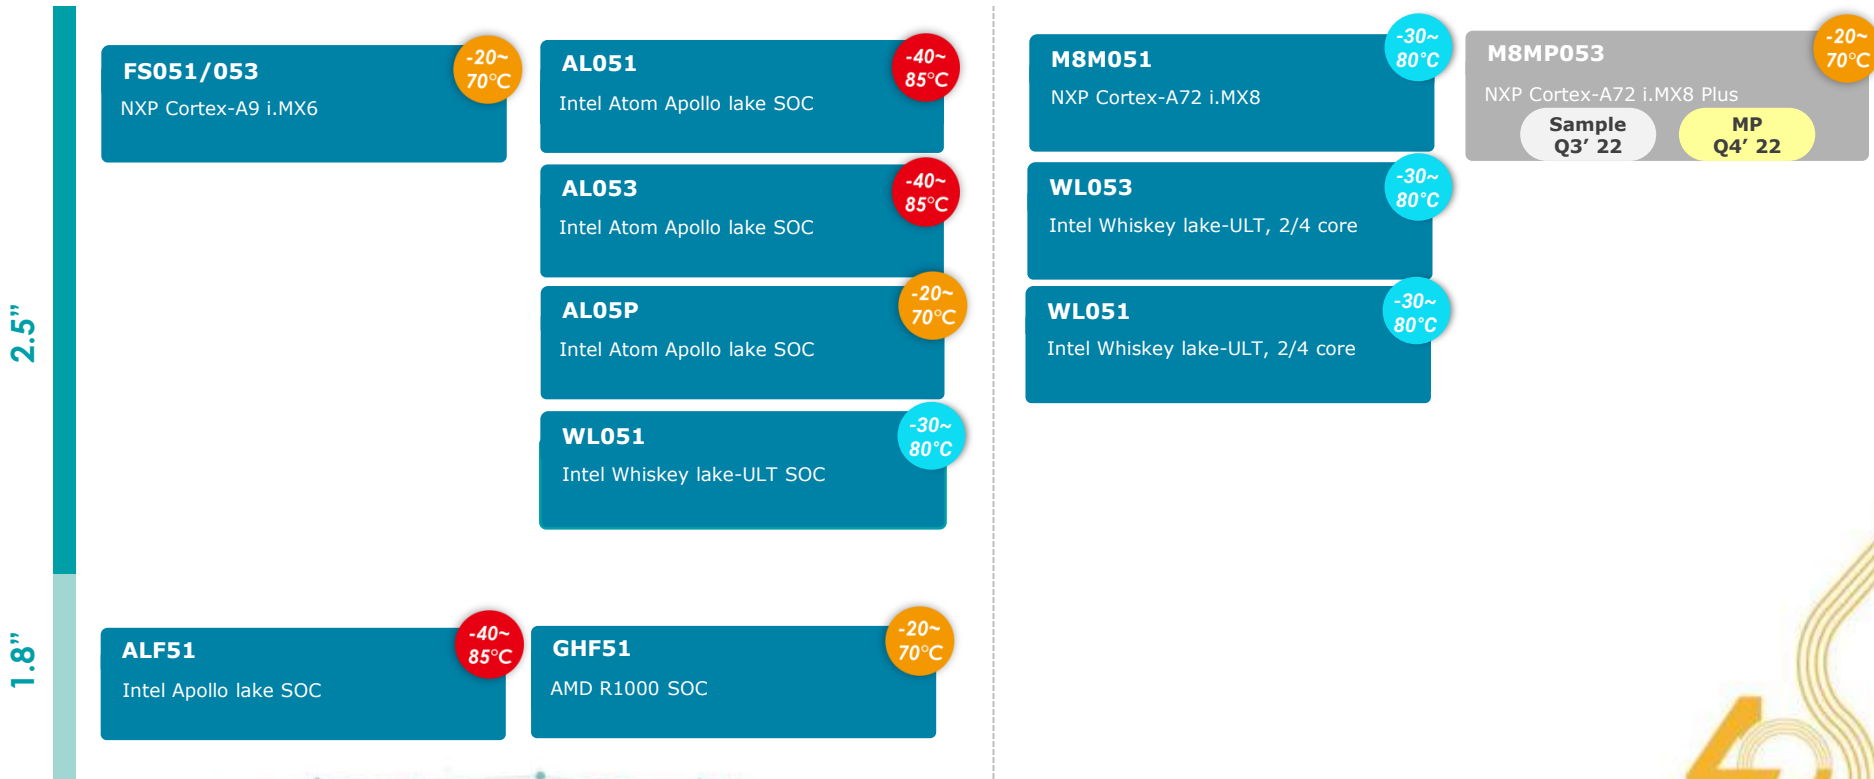 2.5”
FS051/053
NXP Cortex-A9 i.MX6
-20~
70°C
AL051
Intel Atom Apollo lake SOC
-40~
85°C
AL053
Intel Atom Apollo lake SOC
-40~
85°C
AL05P
Intel Atom Apollo lake SOC
-20~
70°C
WL051
Intel Whiskey lake-ULT SOC
-30~
80°C
M8M051
NXP Cortex-A72 i.MX8
-30~
80°C
WL053
Intel Whiskey lake-ULT, 2/4 core
-30~
80°C
WL051
Intel Whiskey lake-ULT, 2/4 core
-30~
80°C
M8MP053
NXP Cortex-A72 i.MX8 Plus
-20~
70°C
Sample
Q3’ 22
MP
Q4’ 22
1.8”
ALF51
Intel Apollo lake SOC
-40~
85°C
GHF51
AMD R1000 SOC
-20~
70°C